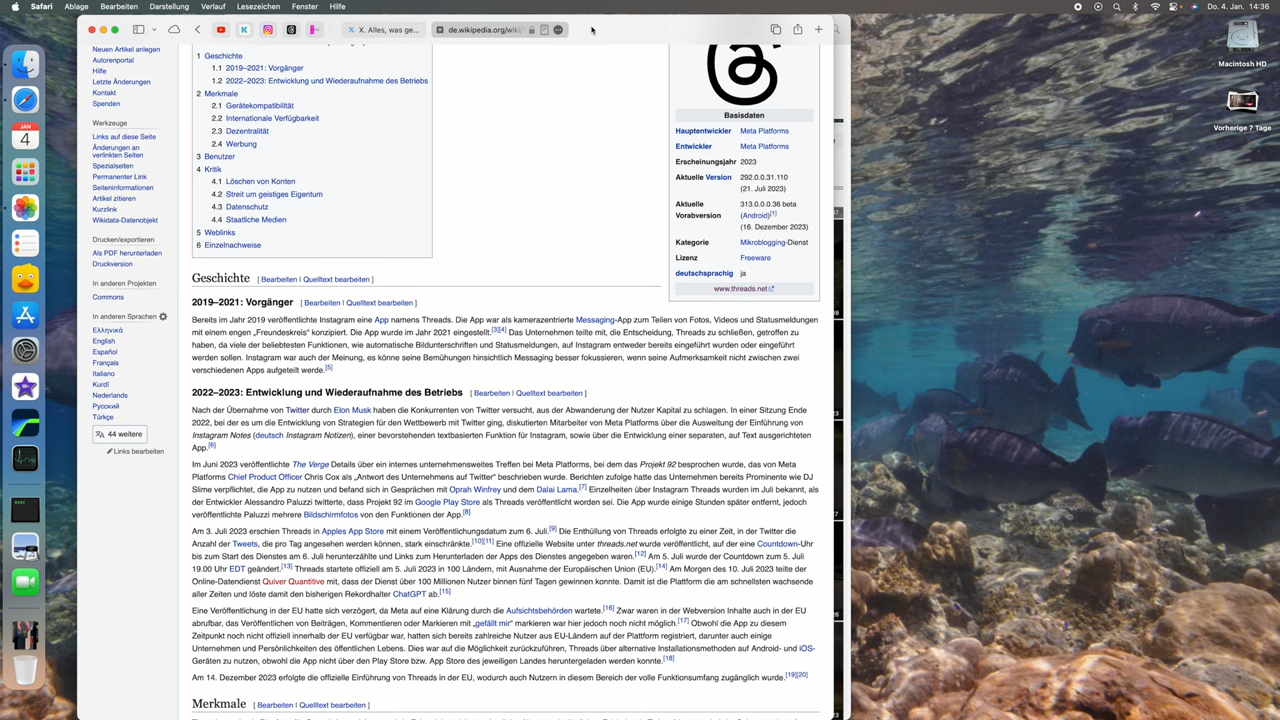 Safari Ablage Bearbeiten Darstellung Verlauf Lesezeichen Fenster Hilfe
Do. 4. Jan. 14:36
X. Alles, was ge...
de.wikipedia.org/wiki/
Macintosh HD
Vorherige 7 Tage
JAN
4
Neuen Artikel anlegen
Autorenportal
Hilfe
Letzte Änderungen
Kontakt
Spenden
Werkzeuge
Links auf diese Seite
Änderungen an
verlinkten Seiten
Spezialseiten
Permanenter Link
Seiteninformationen
Artikel zitieren
Kurzlink
Wikidata-Datenobjekt
Drucken/exportieren
Als PDF herunterladen
Druckversion
In anderen Projekten
Commons
In anderen Sprachen
Ελληνικά
English
Español
Français
Italiano
Kurdî
Nederlands
Русский
Türkçe
44 weitere
Links bearbeiten
1 Geschichte
1.1 2019–2021: Vorgänger
1.2 2022–2023: Entwicklung und Wiederaufnahme des Betriebs
2 Merkmale
2.1 Gerätekompatibilität
2.2 Internationale Verfügbarkeit
2.3 Dezentralität
2.4 Werbung
3 Benutzer
4 Kritik
4.1 Löschen von Konten
4.2 Streit um geistiges Eigentum
4.3 Datenschutz
4.4 Staatliche Medien
5 Weblinks
6 Einzelnachweise
Basisdaten
Hauptentwickler Meta Platforms
Entwickler Meta Platforms
Erscheinungsjahr 2023
Aktuelle Version 292.0.0.31.110
(21. Juli 2023)
Aktuelle 313.0.0.0.36 beta
Vorabversion (Android)[1]
(16. Dezember 2023)
Kategorie Mikroblogging-Dienst
Lizenz Freeware
deutschsprachig ja
www.threads.net
Geschichte [ Bearbeiten | Quelltext bearbeiten ]
2019–2021: Vorgänger [ Bearbeiten | Quelltext bearbeiten ]
Bereits im Jahr 2019 veröffentlichte Instagram eine App namens Threads. Die App war als kamerazentrierte Messaging-App zum Teilen von Fotos, Videos und Statusmeldungen
mit einem engen „Freundeskreis“ konzipiert. Die App wurde im Jahr 2021 eingestellt.[3][4] Das Unternehmen teilte mit, die Entscheidung, Threads zu schließen, getroffen zu
haben, da viele der beliebtesten Funktionen, wie automatische Bildunterschriften und Statusmeldungen, auf Instagram entweder bereits eingeführt wurden oder eingeführt
werden sollen. Instagram war auch der Meinung, es könne seine Bemühungen hinsichtlich Messaging besser fokussieren, wenn seine Aufmerksamkeit nicht zwischen zwei
verschiedenen Apps aufgeteilt werde.[5]
2022–2023: Entwicklung und Wiederaufnahme des Betriebs [ Bearbeiten | Quelltext bearbeiten ]
Nach der Übernahme von Twitter durch Elon Musk haben die Konkurrenten von Twitter versucht, aus der Abwanderung der Nutzer Kapital zu schlagen. In einer Sitzung Ende
2022, bei der es um die Entwicklung von Strategien für den Wettbewerb mit Twitter ging, diskutierten Mitarbeiter von Meta Platforms über die Ausweitung der Einführung von
Instagram Notes (deutsch Instagram Notizen), einer bevorstehenden textbasierten Funktion für Instagram, sowie über die Entwicklung einer separaten, auf Text ausgerichteten
App.[6]
Im Juni 2023 veröffentlichte The Verge Details über ein internes unternehmensweites Treffen bei Meta Platforms, bei dem das Projekt 92 besprochen wurde, das von Meta
Platforms Chief Product Officer Chris Cox als „Antwort des Unternehmens auf Twitter“ beschrieben wurde. Berichten zufolge hatte das Unternehmen bereits Prominente wie DJ
Slime verpflichtet, die App zu nutzen und befand sich in Gesprächen mit Oprah Winfrey und dem Dalai Lama.[7] Einzelheiten über Instagram Threads wurden im Juli bekannt, als
der Entwickler Alessandro Paluzzi twitterte, dass Projekt 92 im Google Play Store als Threads veröffentlicht worden sei. Die App wurde einige Stunden später entfernt, jedoch
veröffentlichte Paluzzi mehrere Bildschirmfotos von den Funktionen der App.[8]
Am 3. Juli 2023 erschien Threads in Apples App Store mit einem Veröffentlichungsdatum zum 6. Juli.[9] Die Enthüllung von Threads erfolgte zu einer Zeit, in der Twitter die
Anzahl der Tweets, die pro Tag angesehen werden können, stark einschränkte.[10][11] Eine offizielle Website unter threads.net wurde veröffentlicht, auf der eine Countdown-Uhr
bis zum Start des Dienstes am 6. Juli herunterzählte und Links zum Herunterladen der Apps des Dienstes angegeben waren.[12] Am 5. Juli wurde der Countdown zum 5. Juli
19.00 Uhr EDT geändert.[13] Threads startete offiziell am 5. Juli 2023 in 100 Ländern, mit Ausnahme der Europäischen Union (EU).[14] Am Morgen des 10. Juli 2023 teilte der
Online-Datendienst Quiver Quantitive mit, dass der Dienst über 100 Millionen Nutzer binnen fünf Tagen gewinnen konnte. Damit ist die Plattform die am schnellsten wachsende
aller Zeiten und löste damit den bisherigen Rekordhalter ChatGPT ab.[15]
Eine Veröffentlichung in der EU hatte sich verzögert, da Meta auf eine Klärung durch die Aufsichtsbehörden wartete.[16] Zwar waren in der Webversion Inhalte auch in der EU
abrufbar, das Veröffentlichen von Beiträgen, Kommentieren oder Markieren mit „gefällt mir“ markieren war hier jedoch noch nicht möglich.[17] Obwohl die App zu diesem
Zeitpunkt noch nicht offiziell innerhalb der EU verfügbar war, hatten sich bereits zahlreiche Nutzer aus EU-Ländern auf der Platform registriert, darunter auch einige
Unternehmen und Persönlichkeiten des öffentlichen Lebens. Dies war auf die Möglichkeit zurückzuführen, Threads über alternative Installationsmethoden auf Android- und iOS-
Geräten zu nutzen, obwohl die App nicht über den Play Store bzw. App Store des jeweiligen Landes heruntergeladen werden konnte.[18]
Am 14. Dezember 2023 erfolgte die offizielle Einführung von Threads in der EU, wodurch auch Nutzern in diesem Bereich der volle Funktionsumfang zugänglich wurde.[19][20]
Merkmale [ Bearbeiten | Quelltext bearbeiten ]